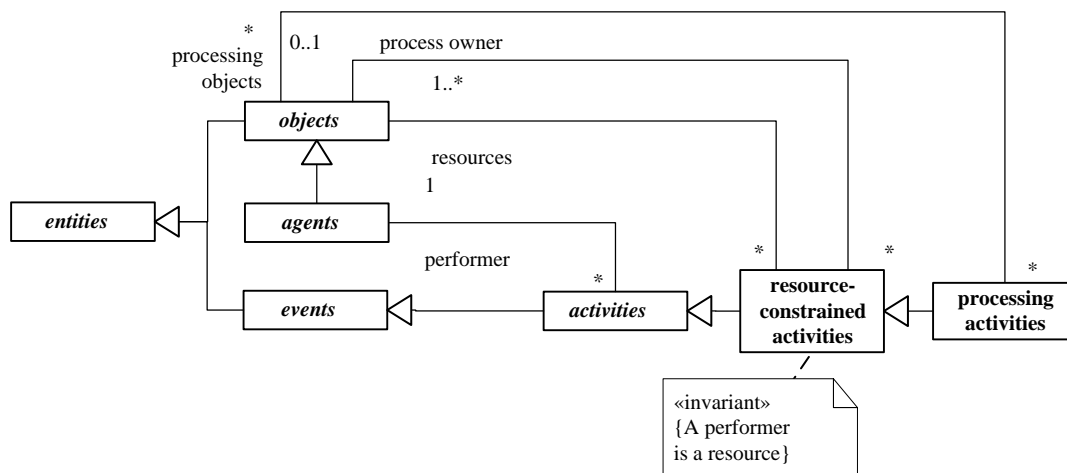 *
processing
objects
0..1
process owner
1..*
objects
resources
1
entities
agents
performer
*
*
*
*
events
activities
resource-
constrained
activities
processing
activities
«invariant»
{A performer
is a resource}